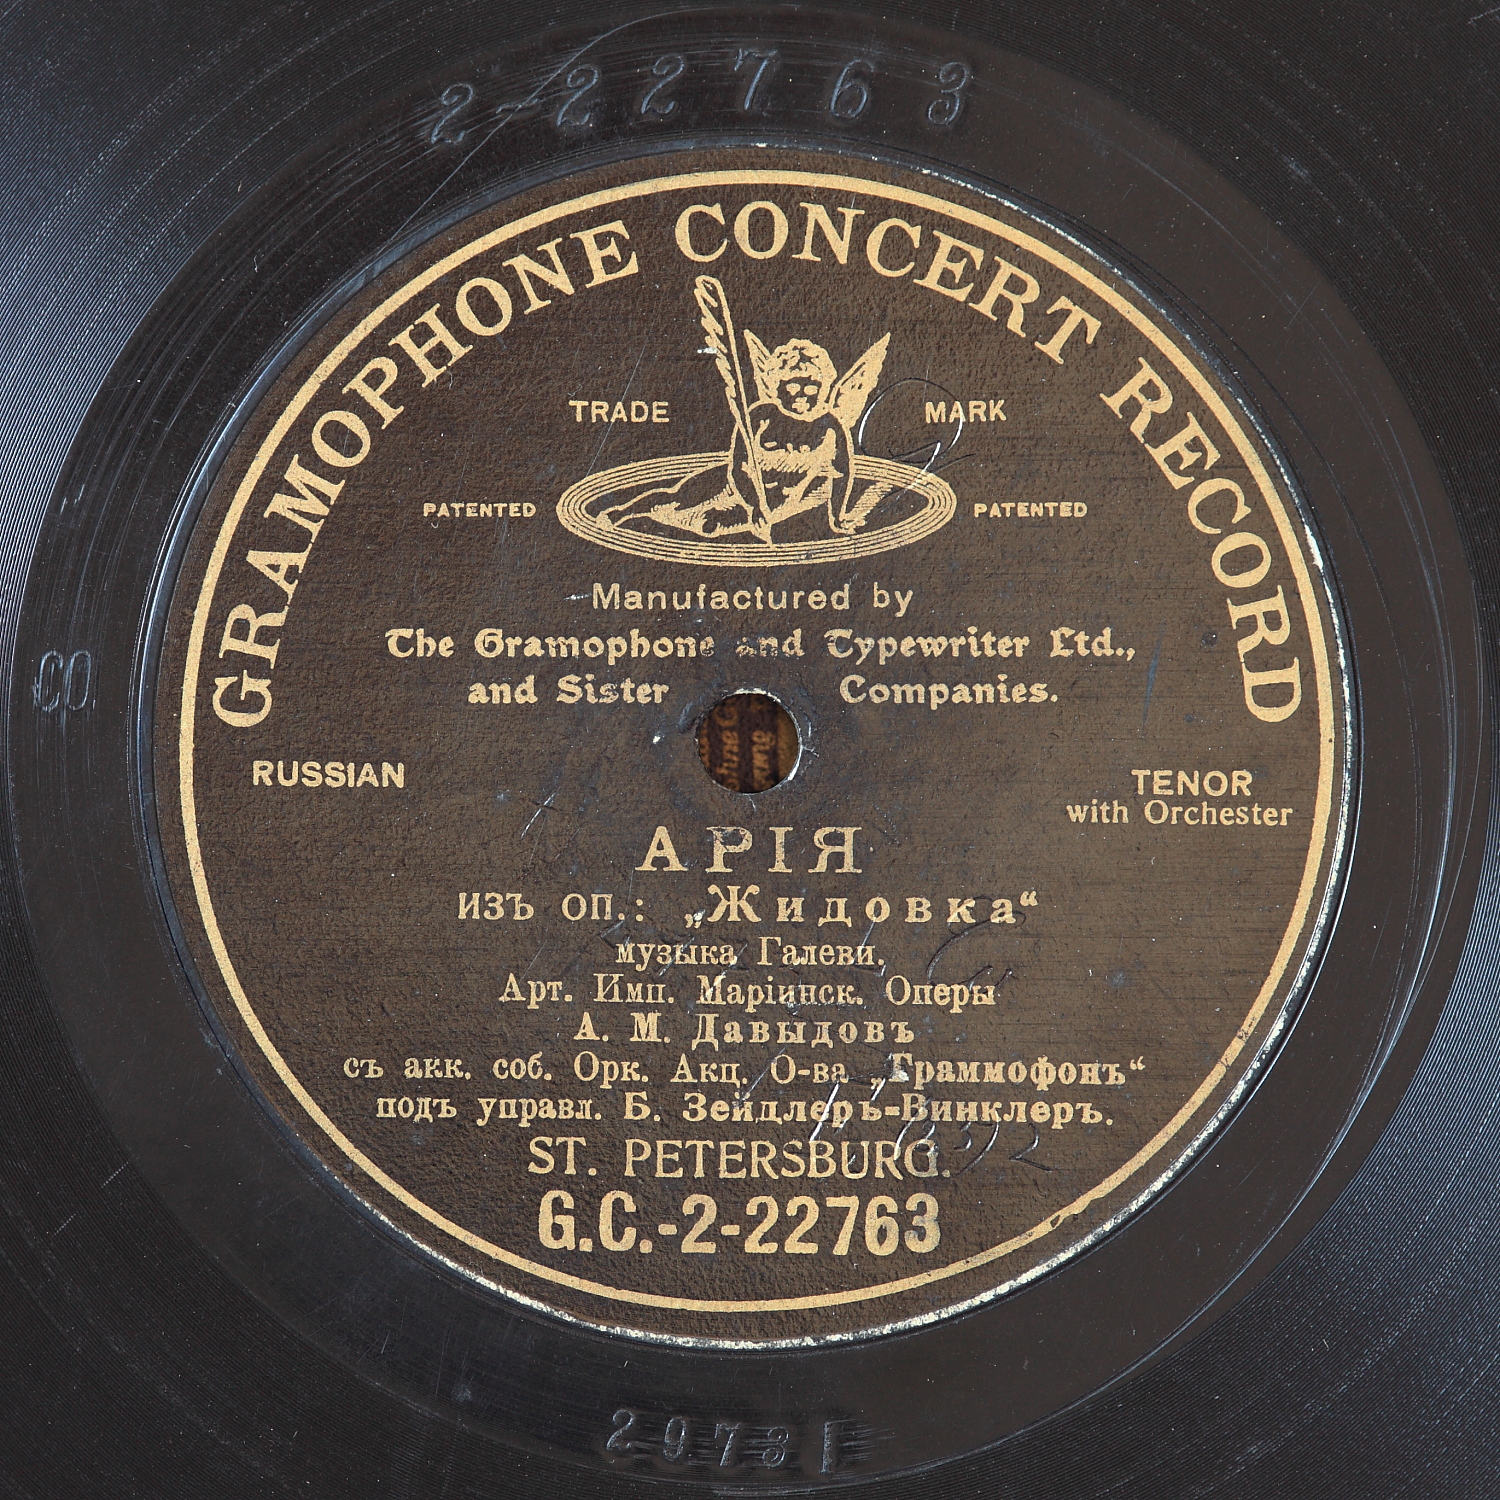 2-22763
GRAMOPHONE CONCERT RECORD
TRADE MARK
PATENTED PATENTED
Manufactured by
The Gramophone and Typewriter Ltd.,
and Sister Companies.
RUSSIAN
TENOR
with Orchester
АРІЯ
изъ оп.: „Жидовка“
музыка Галеви.
Арт. Имп. Маріинск. Оперы
А. М. Давыдовъ
съ акк. соб. Орк. Акц. О-ва „Граммофонъ“
подъ управл. Б. Зейдлеръ-Винклеръ.
ST. PETERSBURG.
G.C.-2-22763
29731